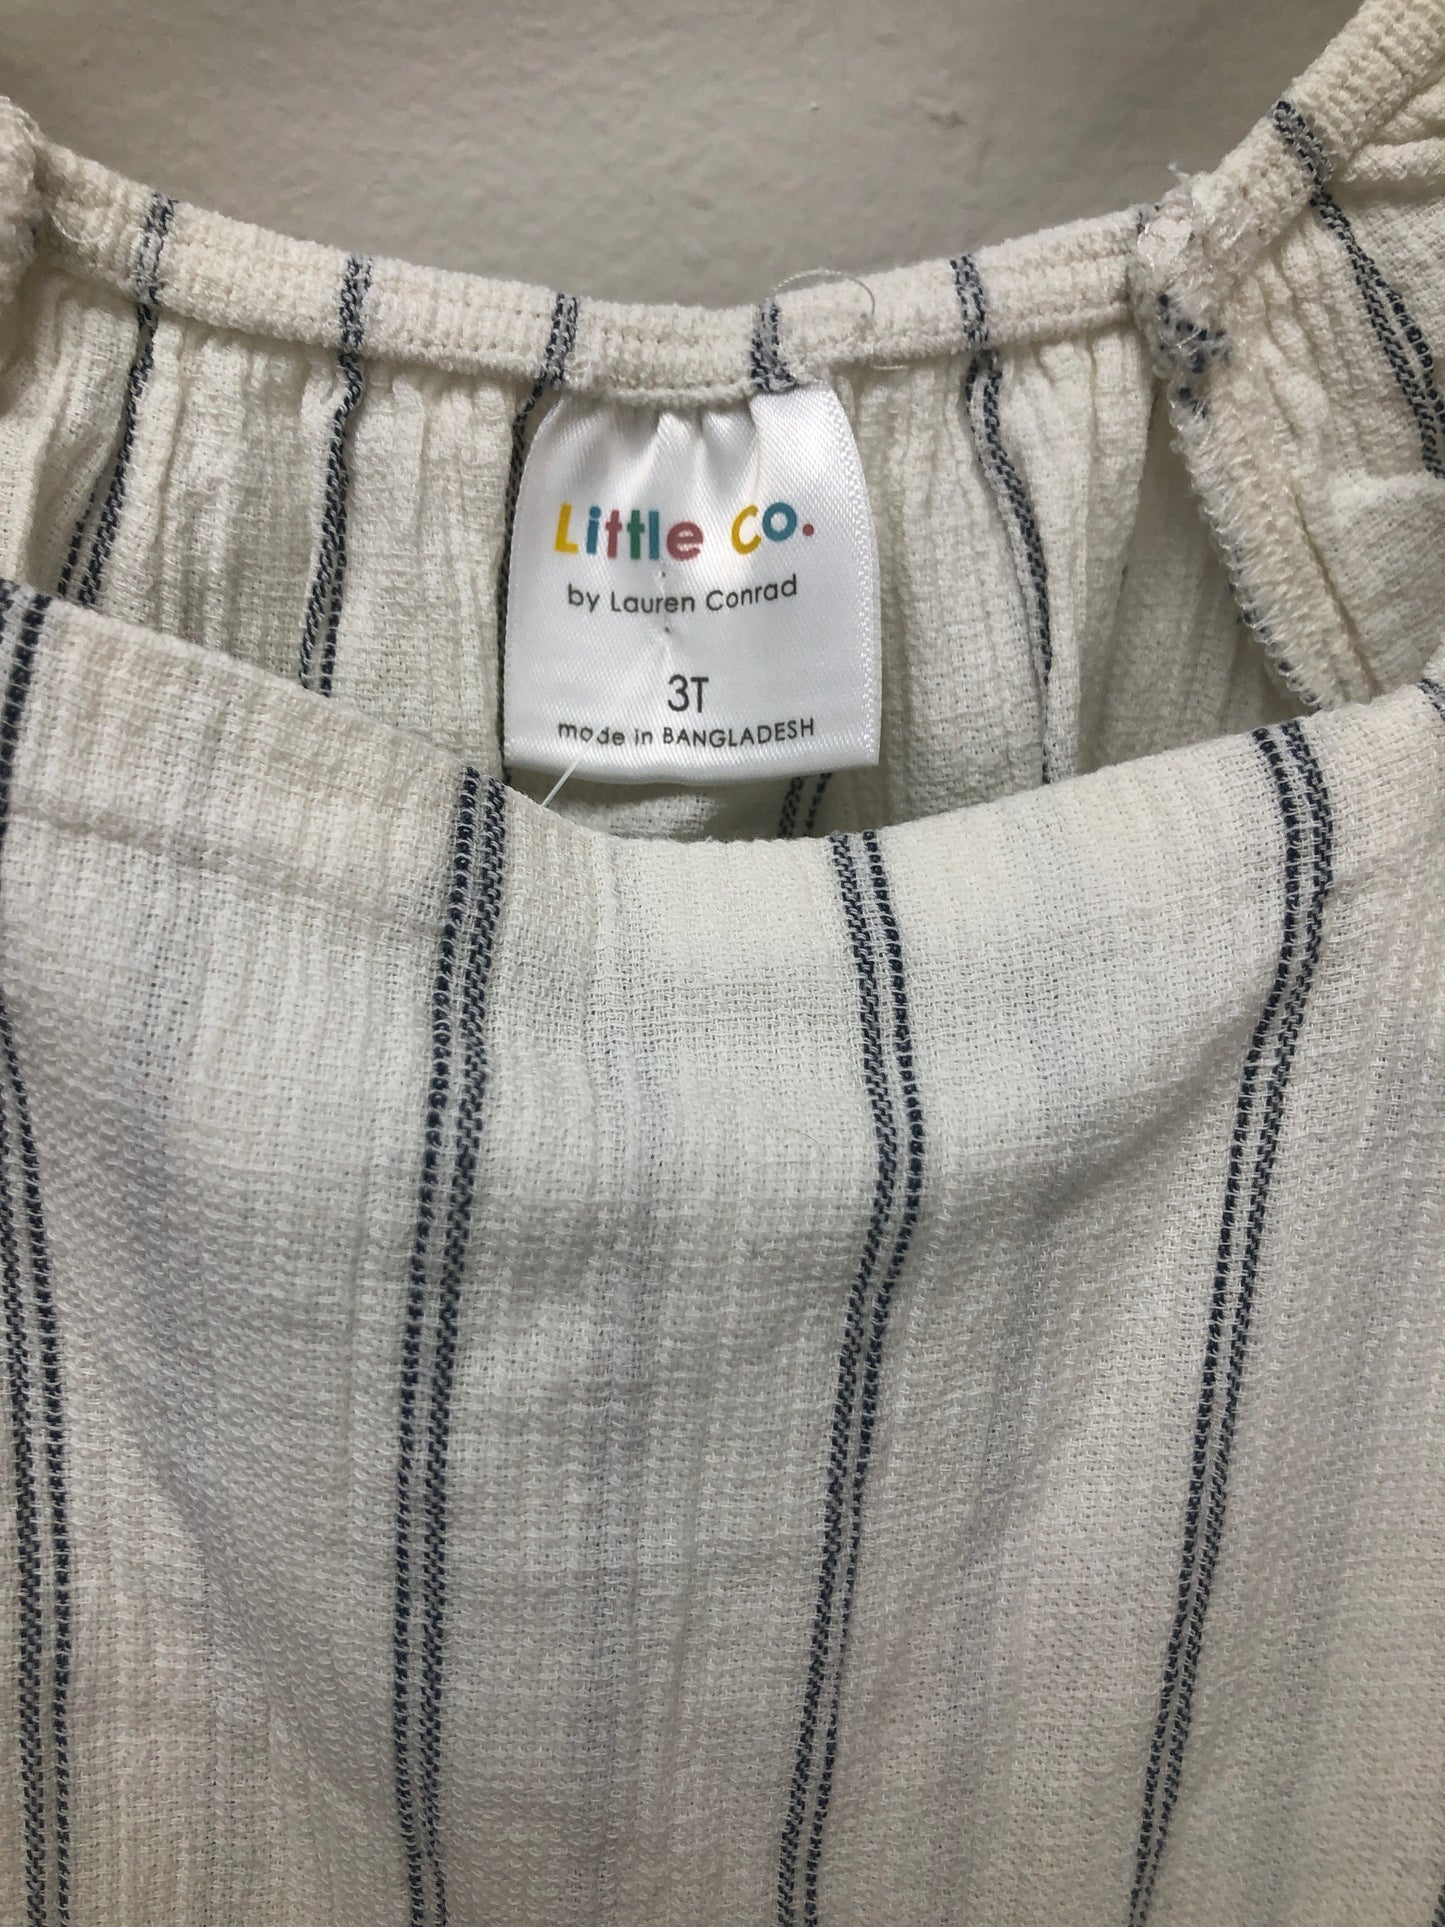 Little Co.
by Lauren Conrad
3T
made in BANGLADESH